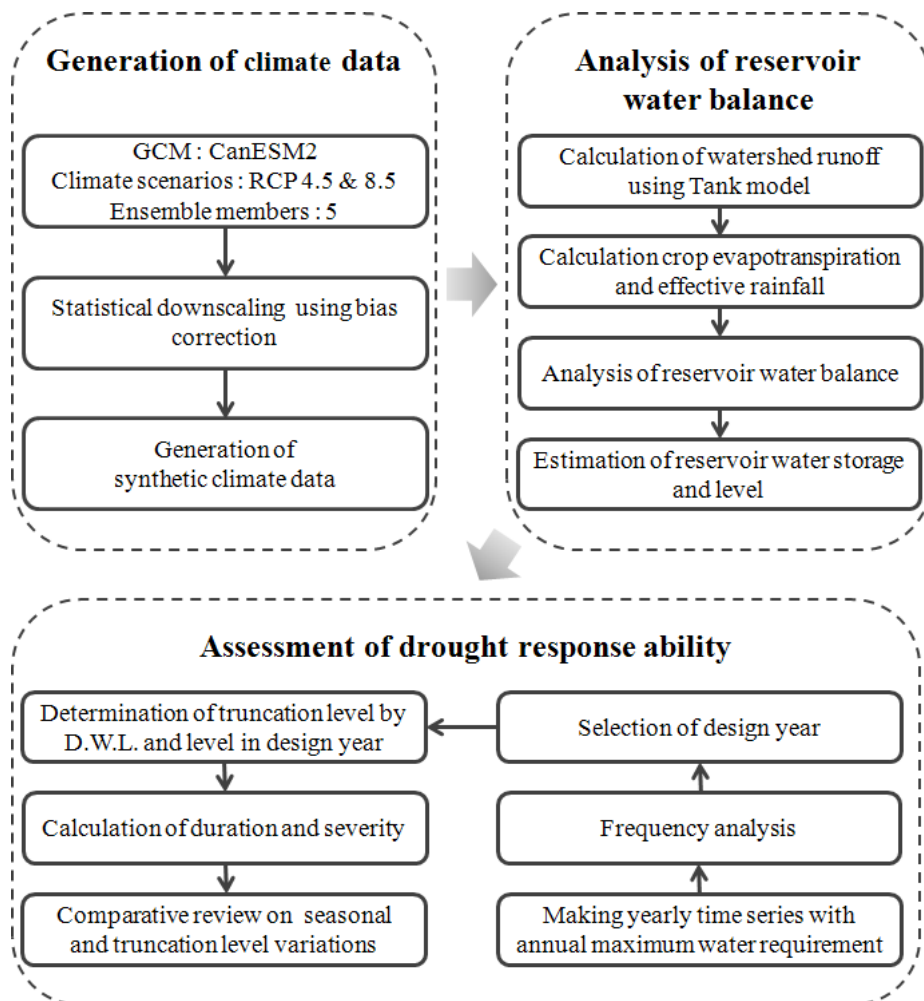 Generation of climate data
GCM : CanESM2
Climate scenarios : RCP 4.5 & 8.5
Ensemble members : 5
Statistical downscaling using bias
correction
Generation of
synthetic climate data
Analysis of reservoir
water balance
Calculation of watershed runoff
using Tank model
Calculation crop evapotranspiration
and effective rainfall
Analysis of reservoir water balance
Estimation of reservoir water storage
and level
Assessment of drought response ability
Determination of truncation level by
D.W.L. and level in design year
Calculation of duration and severity
Comparative review on seasonal
and truncation level variations
Selection of design year
Frequency analysis
Making yearly time series with
annual maximum water requirement